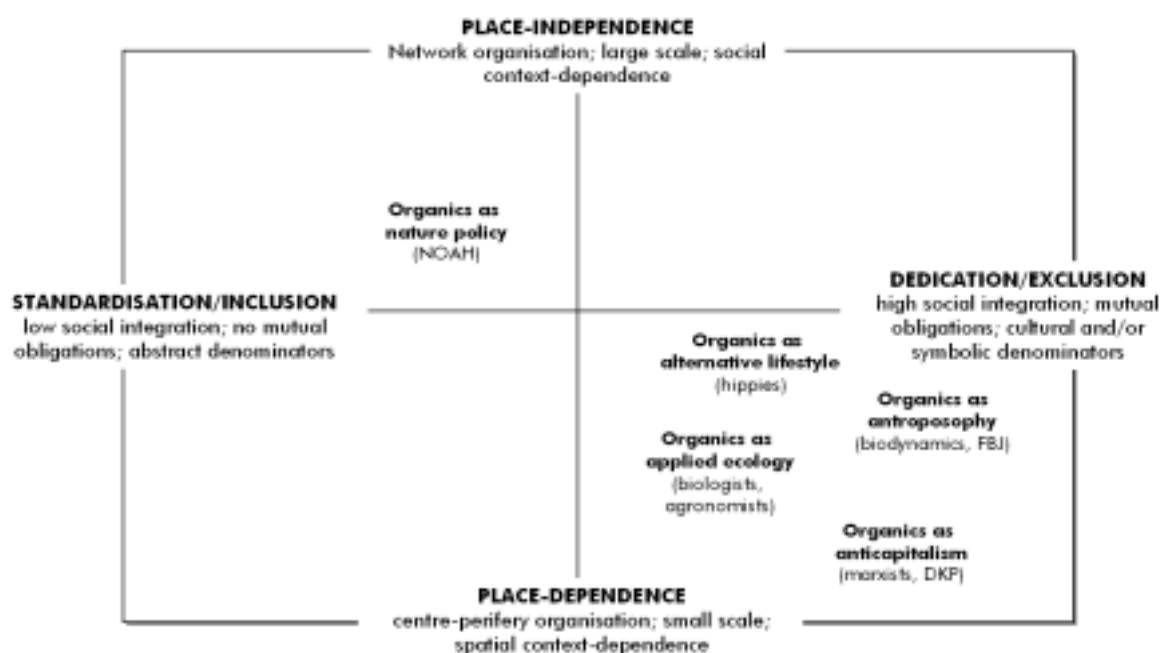 PLACE-INDEPENDENCE
Network organisation; large scale; social
context-dependence
Organics as
nature policy
(NOAH)
STANDARDISATION/INCLUSION
low social integration; no mutual
obligations; abstract denominators
DEDICATION/EXCLUSION
high social integration; mutual
obligations; cultural and/or
symbolic denominators
Organics as
alternative lifestyle
(hippies)
Organics as
antroposophy
(biodynamics, FBJ)
Organics as
applied ecology
(biologists,
agronomists)
Organics as
anticapitalism
(marxists, DKP)
PLACE-DEPENDENCE
centre-perifery organisation; small scale;
spatial context-dependence